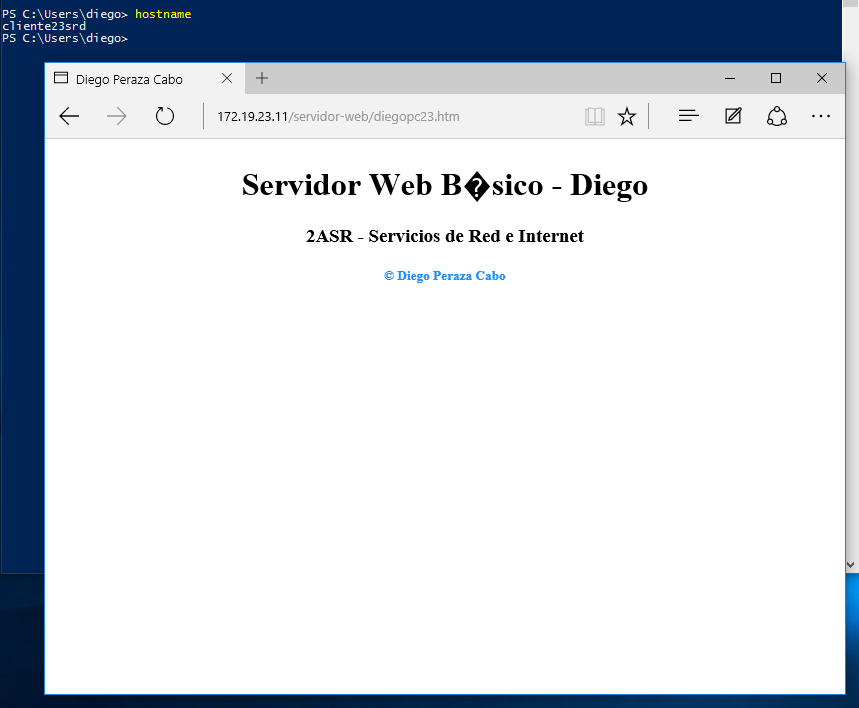 PS C:\Users\diego> hostname
cliente23srd
PS C:\Users\diego>
Diego Peraza Cabo
172.19.23.11/servidor-web/diegopc23.htm
Servidor Web B�sico - Diego
2ASR - Servicios de Red e Internet
© Diego Peraza Cabo